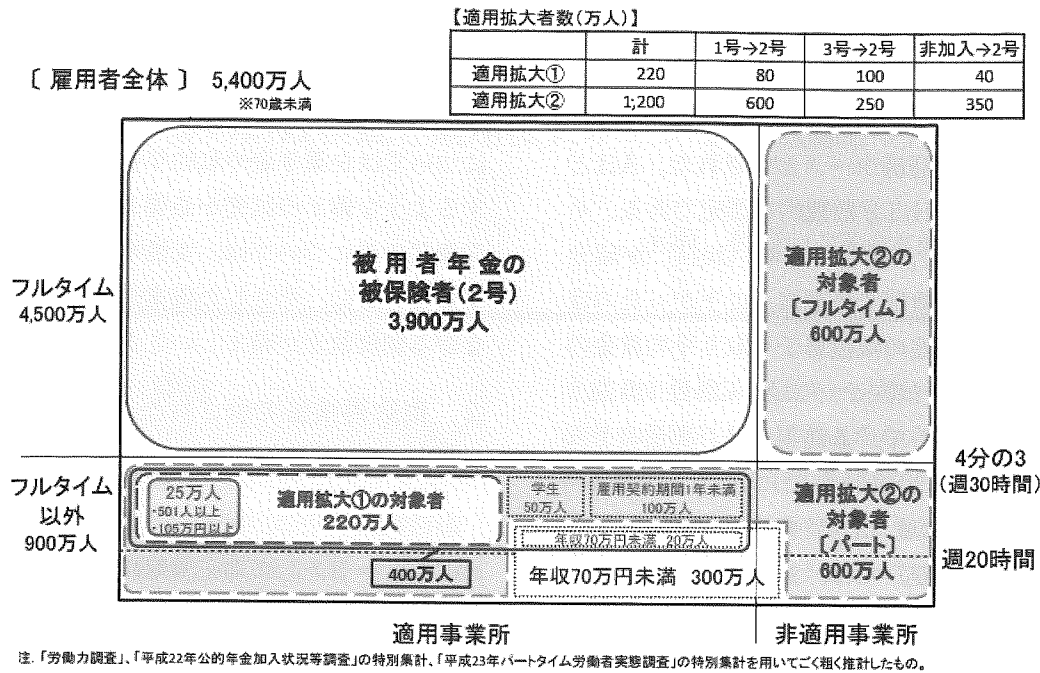 【適用拡大者数(万人)】
計 1号→2号 3号→2号 非加入→2号
適用拡大① 220 80 100 40
適用拡大② 1,200 600 250 350
〔 雇用者全体 〕 5,400万人
※70歳未満
被用者年金の
被保険者(2号)
3,900万人
適用拡大②の
対象者
〔フルタイム〕
600万人
フルタイム
4,500万人
4分の3
(週30時間)
フルタイム
以外
900万人
25万人
・501人以上
・105万円以上
適用拡大①の対象者
220万人
学生
50万人
雇用契約期間1年未満
100万人
年収70万円未満 20万人
400万人
年収70万円未満 300万人
適用拡大②の
対象者
〔パート〕
600万人
週20時間
適用事業所
非適用事業所
注.「労働力調査」、「平成22年公的年金加入状況等調査」の特別集計、「平成23年パートタイム労働者実態調査」の特別集計を用いてごく粗く推計したもの。